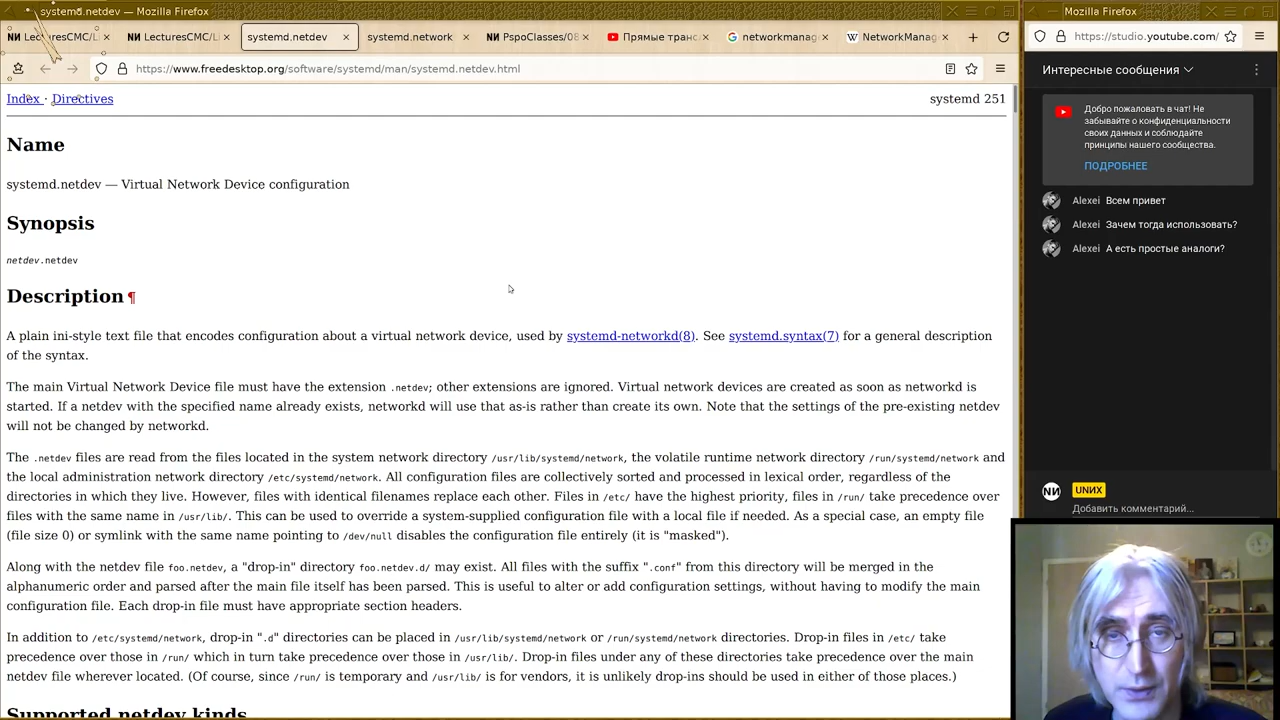 systemd.netdev — Mozilla Firefox
LecturesCMC/L
LecturesCMC/L
systemd.netdev
systemd.network
PspoClasses/08
Прямые транс
networkmanag
NetworkManag
https://www.freedesktop.org/software/systemd/man/systemd.netdev.html
Index · Directives
systemd 251
Name
systemd.netdev — Virtual Network Device configuration
Synopsis
netdev.netdev
Description ¶
A plain ini-style text file that encodes configuration about a virtual network device, used by systemd-networkd(8). See systemd.syntax(7) for a general description
of the syntax.
The main Virtual Network Device file must have the extension .netdev; other extensions are ignored. Virtual network devices are created as soon as networkd is
started. If a netdev with the specified name already exists, networkd will use that as-is rather than create its own. Note that the settings of the pre-existing netdev
will not be changed by networkd.
The .netdev files are read from the files located in the system network directory /usr/lib/systemd/network, the volatile runtime network directory /run/systemd/network and
the local administration network directory /etc/systemd/network. All configuration files are collectively sorted and processed in lexical order, regardless of the
directories in which they live. However, files with identical filenames replace each other. Files in /etc/ have the highest priority, files in /run/ take precedence over
files with the same name in /usr/lib/. This can be used to override a system-supplied configuration file with a local file if needed. As a special case, an empty file
(file size 0) or symlink with the same name pointing to /dev/null disables the configuration file entirely (it is "masked").
Along with the netdev file foo.netdev, a "drop-in" directory foo.netdev.d/ may exist. All files with the suffix ".conf" from this directory will be merged in the
alphanumeric order and parsed after the main file itself has been parsed. This is useful to alter or add configuration settings, without having to modify the main
configuration file. Each drop-in file must have appropriate section headers.
In addition to /etc/systemd/network, drop-in ".d" directories can be placed in /usr/lib/systemd/network or /run/systemd/network directories. Drop-in files in /etc/ take
precedence over those in /run/ which in turn take precedence over those in /usr/lib/. Drop-in files under any of these directories take precedence over the main
netdev file wherever located. (Of course, since /run/ is temporary and /usr/lib/ is for vendors, it is unlikely drop-ins should be used in either of those places.)
Supported netdev kinds
Mozilla Firefox
https://studio.youtube.com/
Интересные сообщения
Добро пожаловать в чат! Не
забывайте о конфиденциальности
своих данных и соблюдайте
принципы нашего сообщества.
ПОДРОБНЕЕ
Alexei Всем привет
Alexei Зачем тогда использовать?
Alexei А есть простые аналоги?
UNИX
Добавить комментарий...